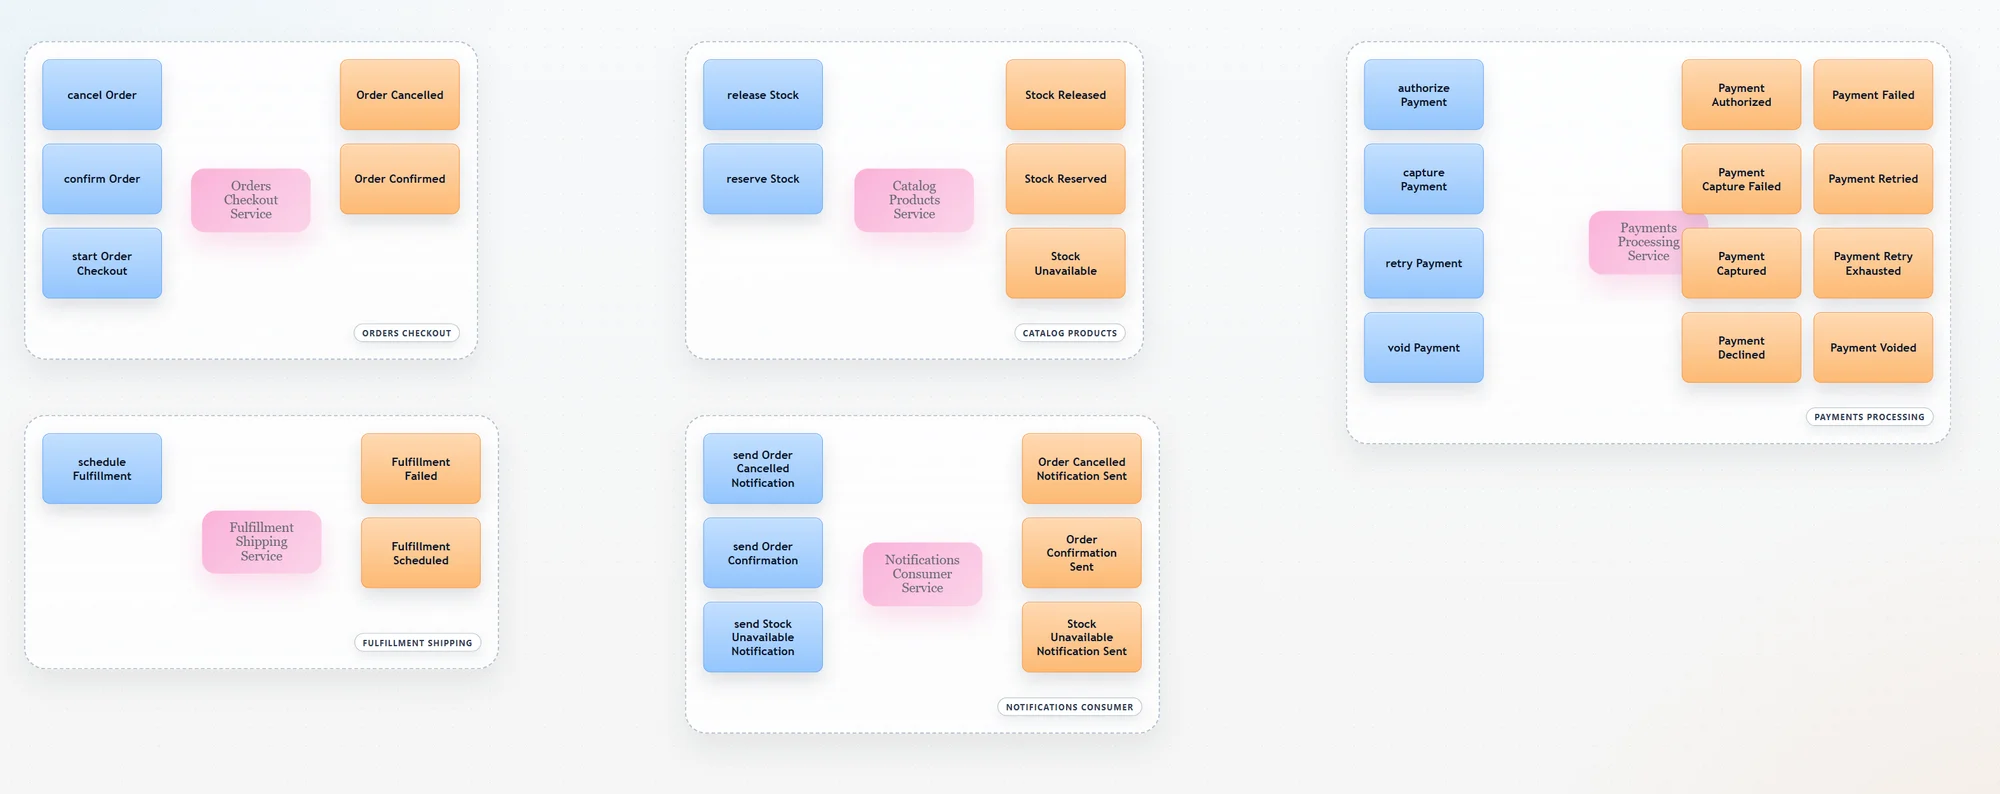 cancel Order
confirm Order
start Order
Checkout
Orders
Checkout
Service
Order Cancelled
Order Confirmed
ORDERS CHECKOUT
release Stock
reserve Stock
Catalog
Products
Service
Stock Released
Stock Reserved
Stock
Unavailable
CATALOG PRODUCTS
authorize
Payment
capture
Payment
retry Payment
void Payment
Payments
Processing
Service
Payment
Authorized
Payment
Capture Failed
Payment
Captured
Payment
Declined
Payment Failed
Payment Retried
Payment Retry
Exhausted
Payment Voided
PAYMENTS PROCESSING
schedule
Fulfillment
Fulfillment
Shipping
Service
Fulfillment
Failed
Fulfillment
Scheduled
FULFILLMENT SHIPPING
send Order
Cancelled
Notification
send Order
Confirmation
send Stock
Unavailable
Notification
Notifications
Consumer
Service
Order Cancelled
Notification Sent
Order
Confirmation
Sent
Stock
Unavailable
Notification Sent
NOTIFICATIONS CONSUMER